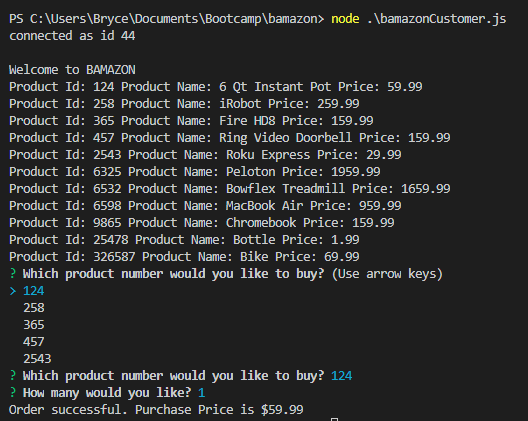 PS C:\Users\Bryce\Documents\Bootcamp\bamazon> node .\bamazonCustomer.js
connected as id 44
Welcome to BAMAZON
Product Id: 124 Product Name: 6 Qt Instant Pot Price: 59.99
Product Id: 258 Product Name: iRobot Price: 259.99
Product Id: 365 Product Name: Fire HD8 Price: 159.99
Product Id: 457 Product Name: Ring Video Doorbell Price: 159.99
Product Id: 2543 Product Name: Roku Express Price: 29.99
Product Id: 6325 Product Name: Peloton Price: 1959.99
Product Id: 6532 Product Name: Bowflex Treadmill Price: 1659.99
Product Id: 6598 Product Name: MacBook Air Price: 959.99
Product Id: 9865 Product Name: Chromebook Price: 159.99
Product Id: 25478 Product Name: Bottle Price: 1.99
Product Id: 326587 Product Name: Bike Price: 69.99
? Which product number would you like to buy? (Use arrow keys)
> 124
258
365
457
2543
? Which product number would you like to buy? 124
? How many would you like? 1
Order successful. Purchase Price is $59.99